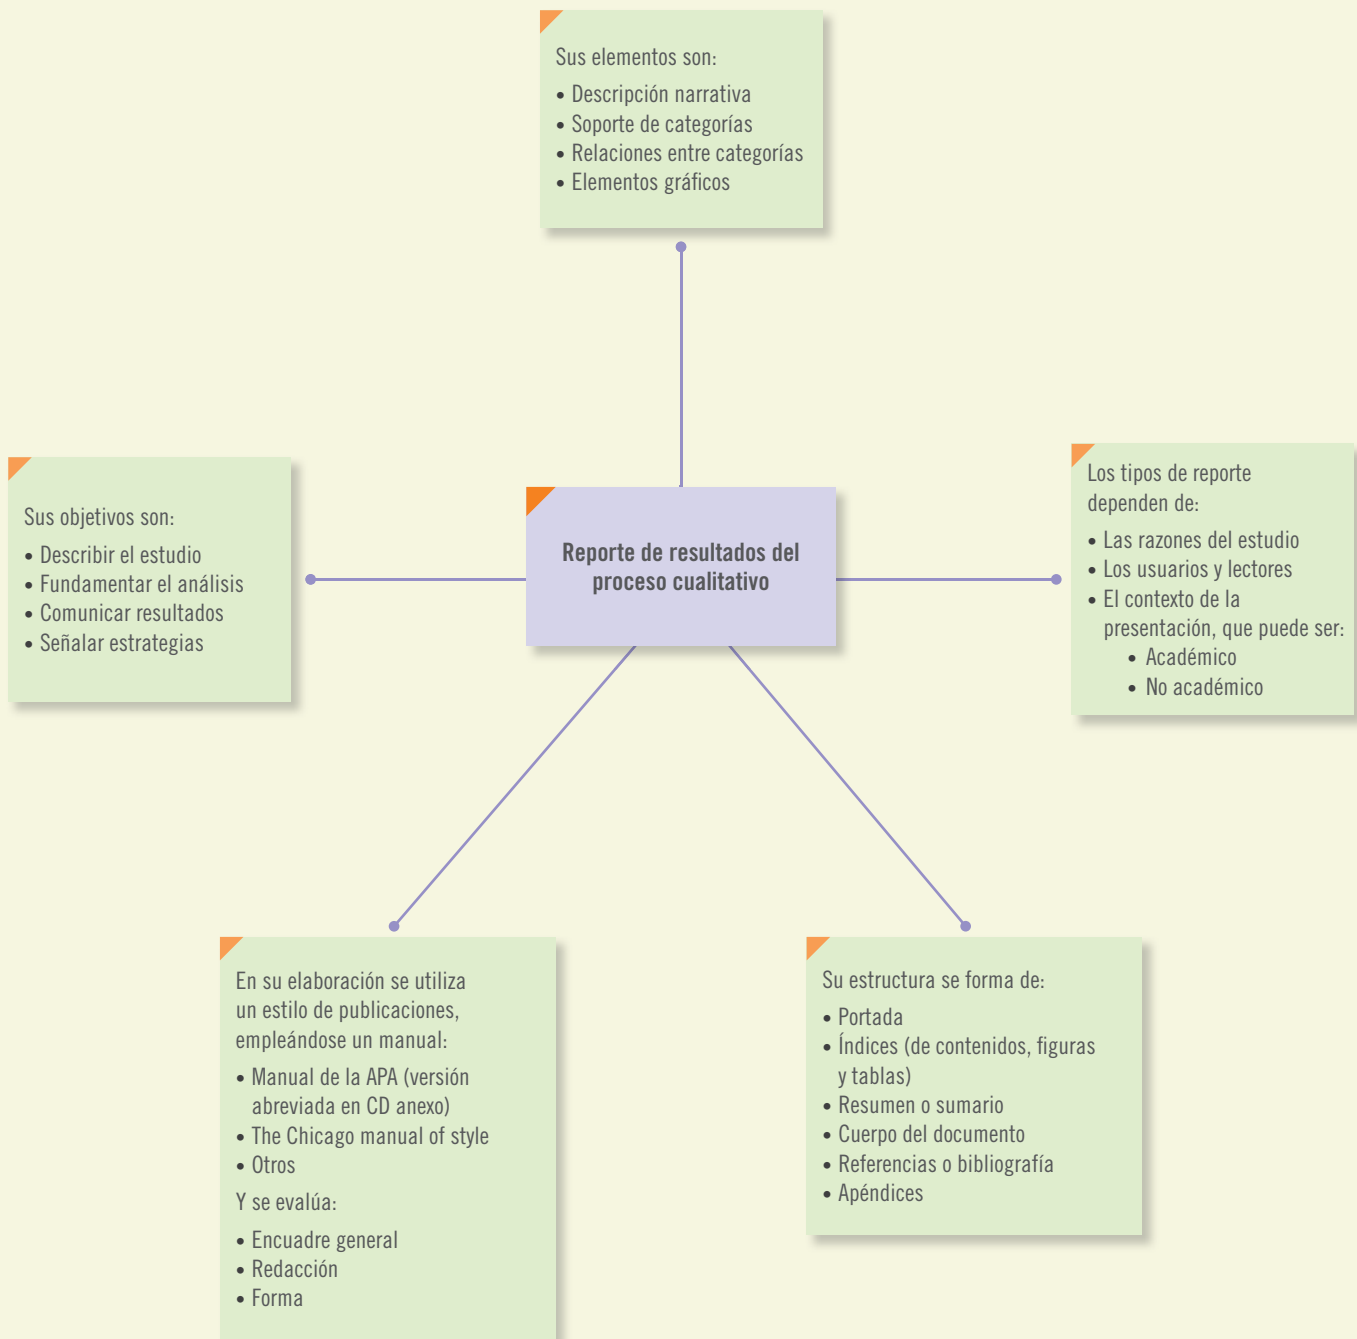 Sus elementos son:
• Descripción narrativa
• Soporte de categorías
• Relaciones entre categorías
• Elementos gráficos
Sus objetivos son:
• Describir el estudio
• Fundamentar el análisis
• Comunicar resultados
• Señalar estrategias
Reporte de resultados del
proceso cualitativo
Los tipos de reporte
dependen de:
• Las razones del estudio
• Los usuarios y lectores
• El contexto de la
presentación, que puede ser:
• Académico
• No académico
En su elaboración se utiliza
un estilo de publicaciones,
empleándose un manual:
• Manual de la APA (versión
abreviada en CD anexo)
• The Chicago manual of style
• Otros
Y se evalúa:
• Encuadre general
• Redacción
• Forma
Su estructura se forma de:
• Portada
• Índices (de contenidos, figuras
y tablas)
• Resumen o sumario
• Cuerpo del documento
• Referencias o bibliografía
• Apéndices